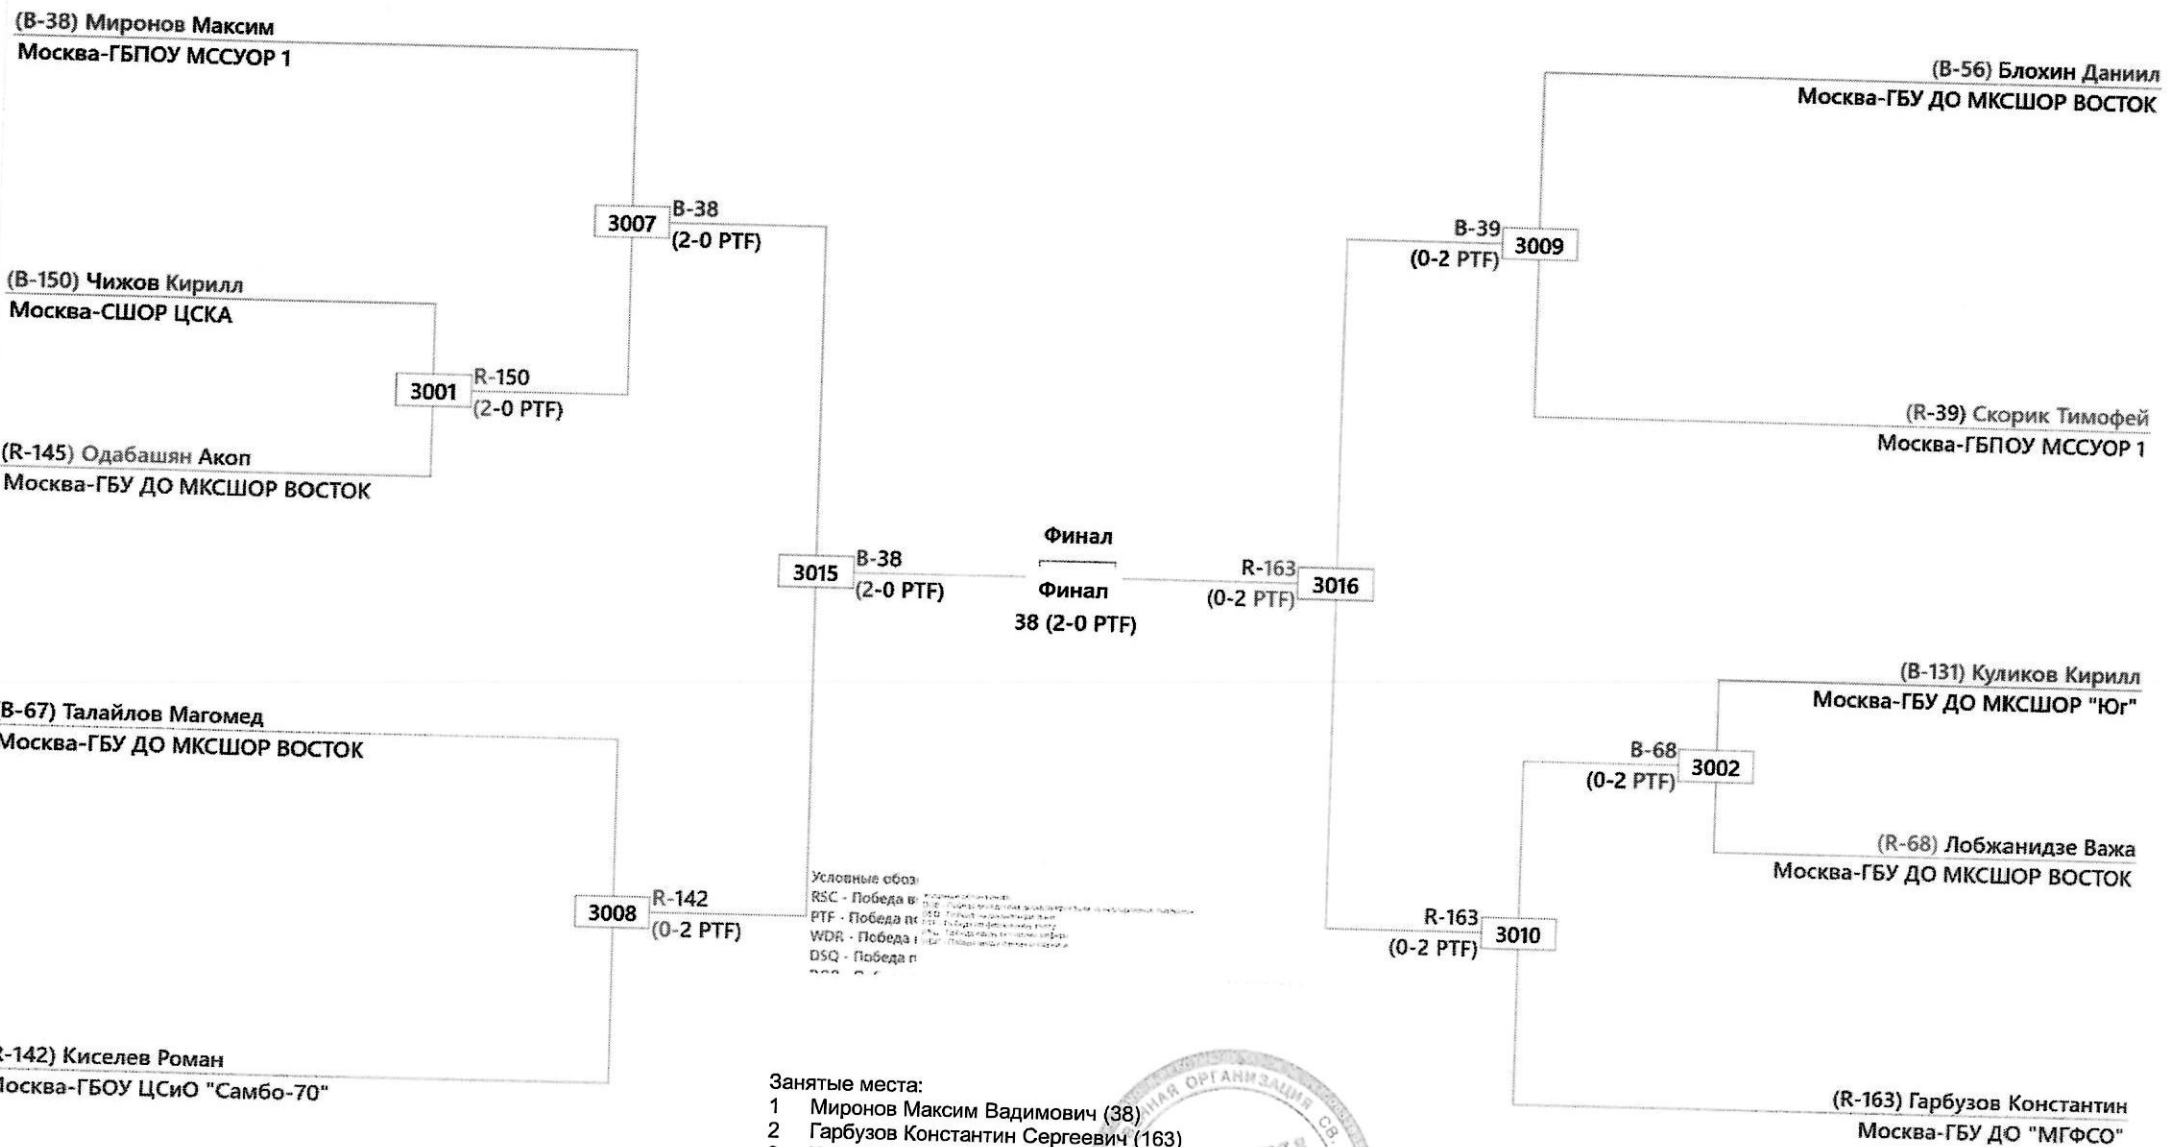 (B-38) Миронов Максим
Москва-ГБПОУ МССУОР 1
B-38
3007
(2-0 PTF)
(B-150) Чижов Кирилл
Москва-СШОР ЦСКА
R-150
3001
(2-0 PTF)
(R-145) Одабашян Акоп
Москва-ГБУ ДО МКСШОР ВОСТОК
B-38
3015
(2-0 PTF)
B-67) Талайлов Магомед
Москва-ГБУ ДО МКСШОР ВОСТОК
R-142
3008
(0-2 PTF)
R-142) Киселев Роман
Москва-ГБОУ ЦСиО "Самбо-70"
Финал
Финал
38 (2-0 PTF)
(B-56) Блохин Даниил
Москва-ГБУ ДО МКСШОР ВОСТОК
B-39
3009
(0-2 PTF)
(R-39) Скорик Тимофей
Москва-ГБПОУ МССУОР 1
R-163
3016
(0-2 PTF)
(B-131) Куликов Кирилл
Москва-ГБУ ДО МКСШОР "Юг"
B-68
3002
(0-2 PTF)
(R-68) Лобжанидзе Важа
Москва-ГБУ ДО МКСШОР ВОСТОК
R-163
3010
(0-2 PTF)
(R-163) Гарбузов Константин
Москва-ГБУ ДО "МГФСО"
Условные обоз
RSC - Победа в
PTF - Победа по
WDR - Победа
DSQ - Победа п
Занятые места:
1 Миронов Максим Вадимович (38)
2 Гарбузов Константин Сергеевич (163)
ОРГАНИЗАЦИЯ СВ.